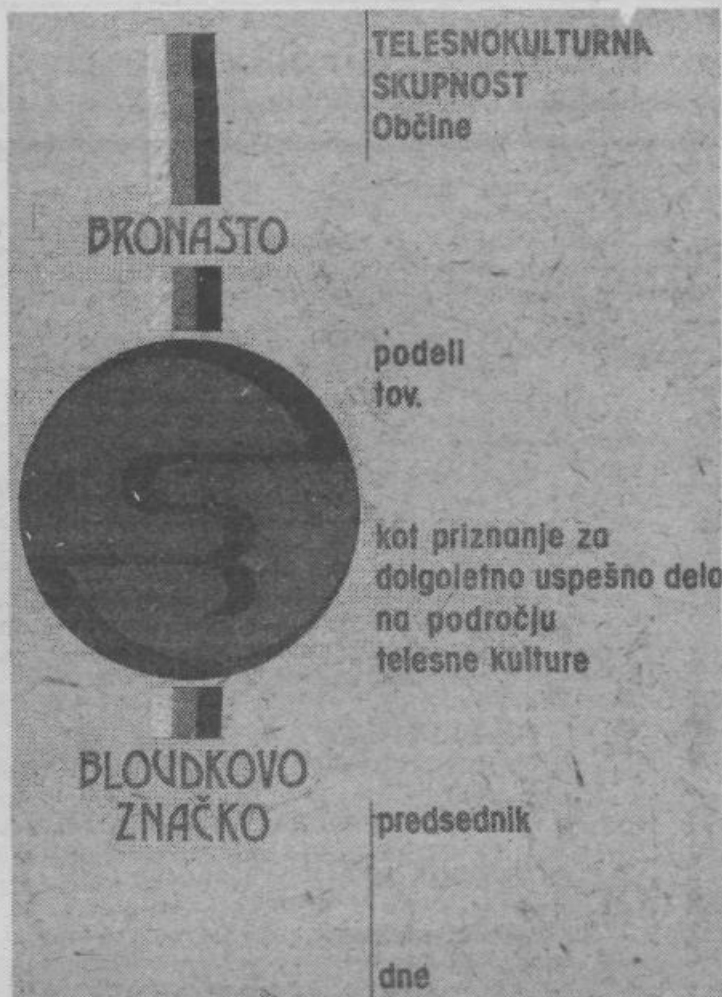 TELESNOKULTURNA
SKUPNOST
Občine
BRONASTO
podeli
tov.
kot priznanje za
dolgoletno uspešno delo
na področju
telesne kulture
BLOUDKOVO
ZNAČKO
predsednik
dne